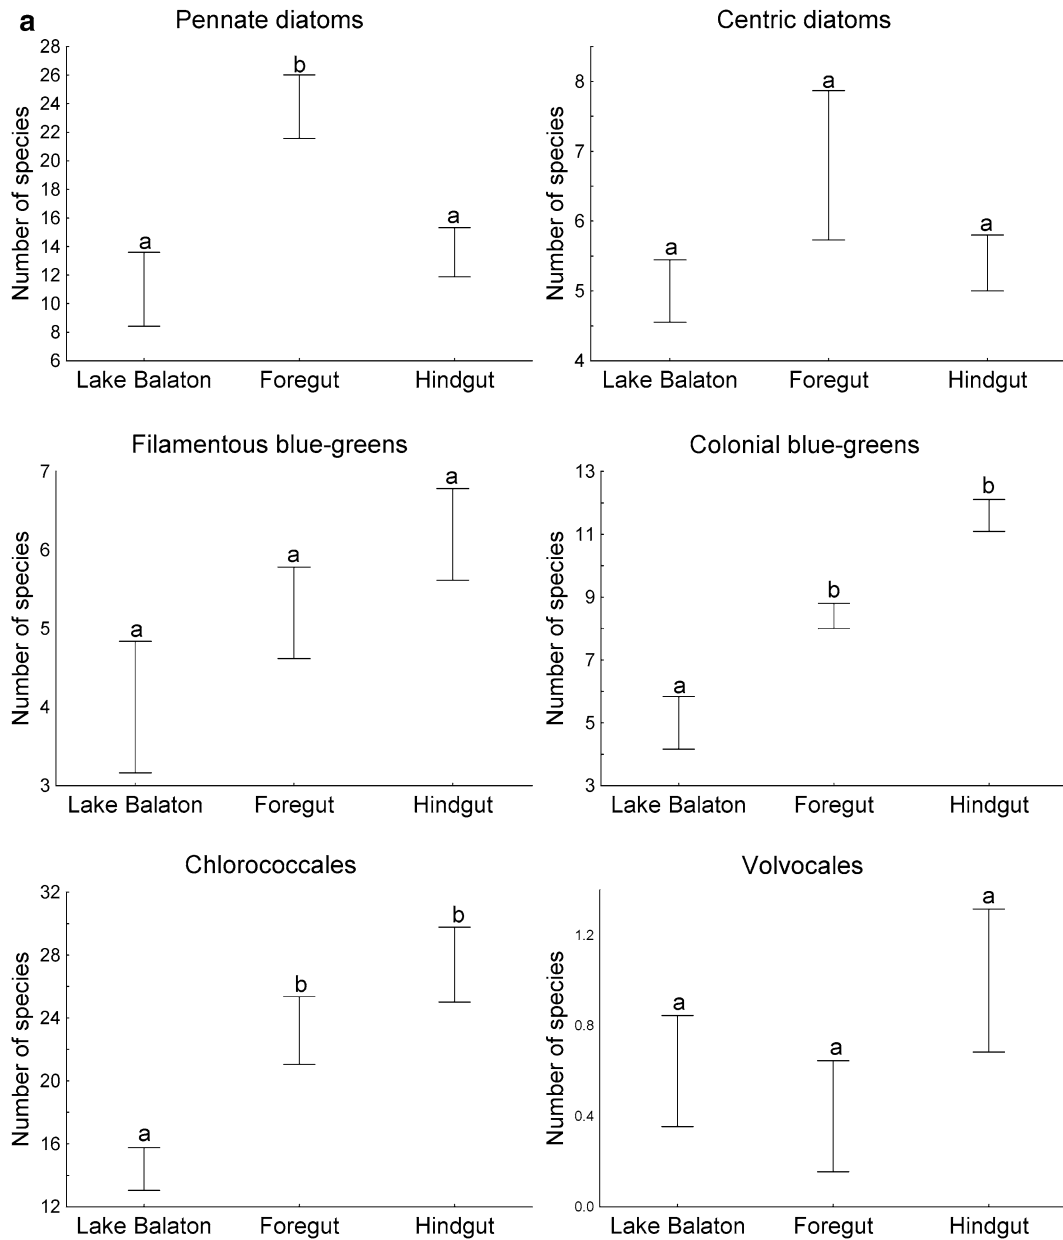 a
Pennate diatoms
Number of species
28
26
24
22
20
18
16
14
12
10
8
6
a
b
a
Lake Balaton Foregut Hindgut
Centric diatoms
Number of species
8
7
6
5
4
a
a
a
Lake Balaton Foregut Hindgut
Filamentous blue-greens
Number of species
7
6
5
4
3
a
a
a
Lake Balaton Foregut Hindgut
Colonial blue-greens
Number of species
13
11
9
7
5
3
a
b
b
Lake Balaton Foregut Hindgut
Chlorococcales
Number of species
32
28
24
20
16
12
a
b
b
Lake Balaton Foregut Hindgut
Volvocales
Number of species
1.2
0.8
0.4
0.0
a
a
a
Lake Balaton Foregut Hindgut